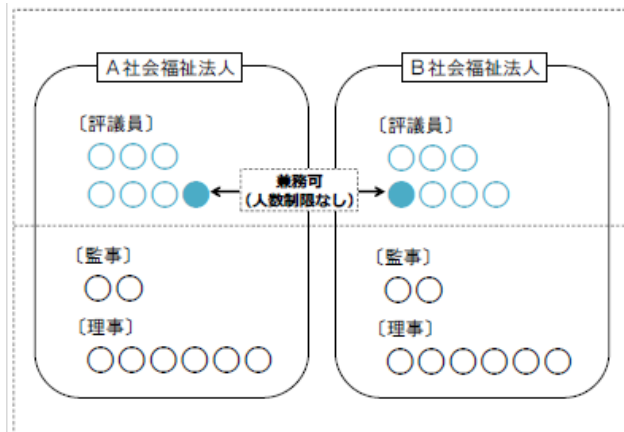 A社会福祉法人
〔評議員〕
〔監事〕
〔理事〕
兼務可
（人数制限なし）
B社会福祉法人
〔評議員〕
〔監事〕
〔理事〕